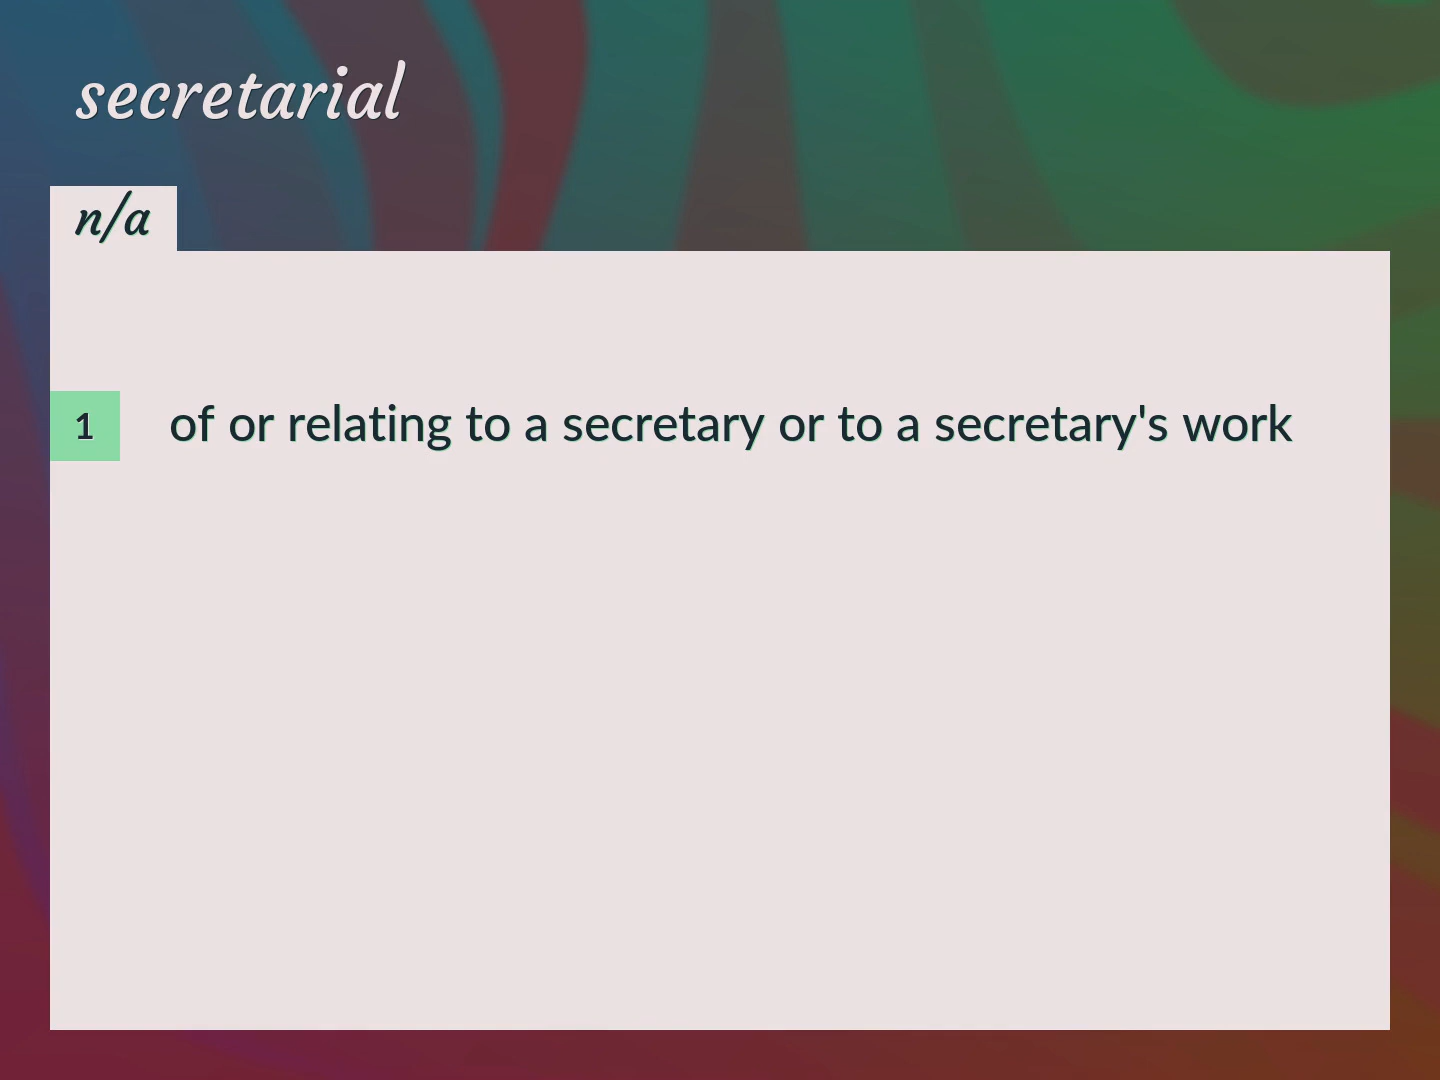 secretarial
n/a
1 of or relating to a secretary or to a secretary's work